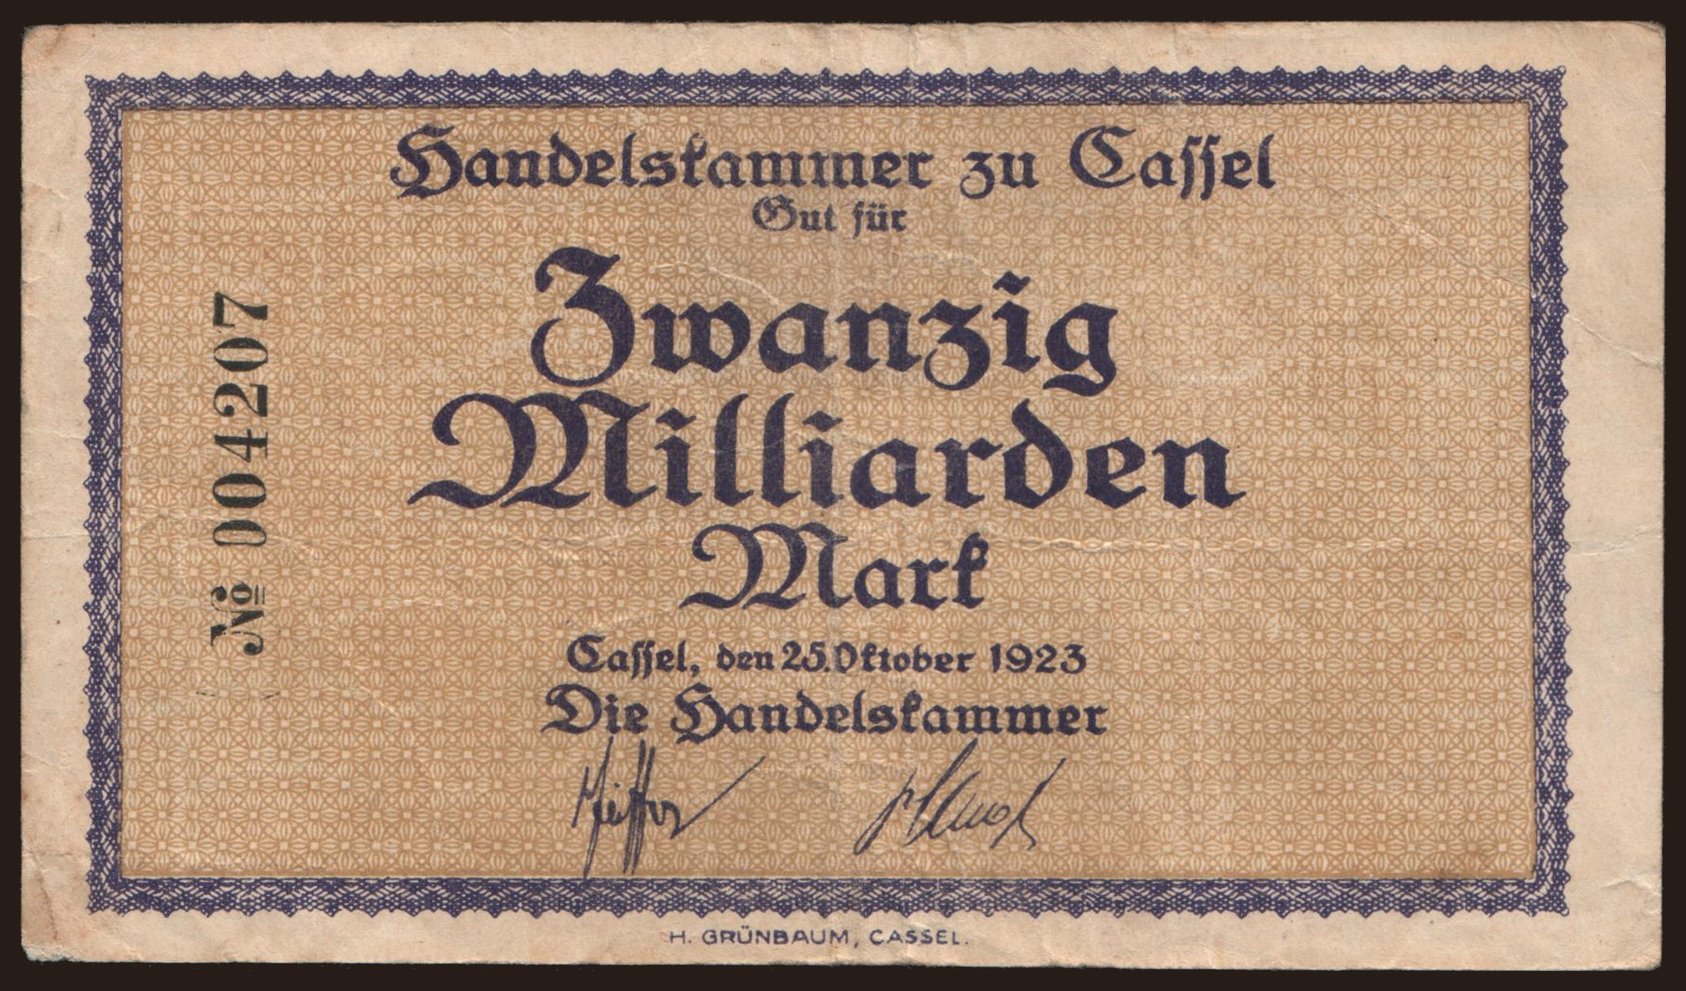 Handelskammer zu Cassel
Gut für
Zwanzig
Milliarden
Mark
Cassel, den 25. Oktober 1923
Die Handelskammer
Pfeiffer
№ 004207
H. GRÜNBAUM, CASSEL.